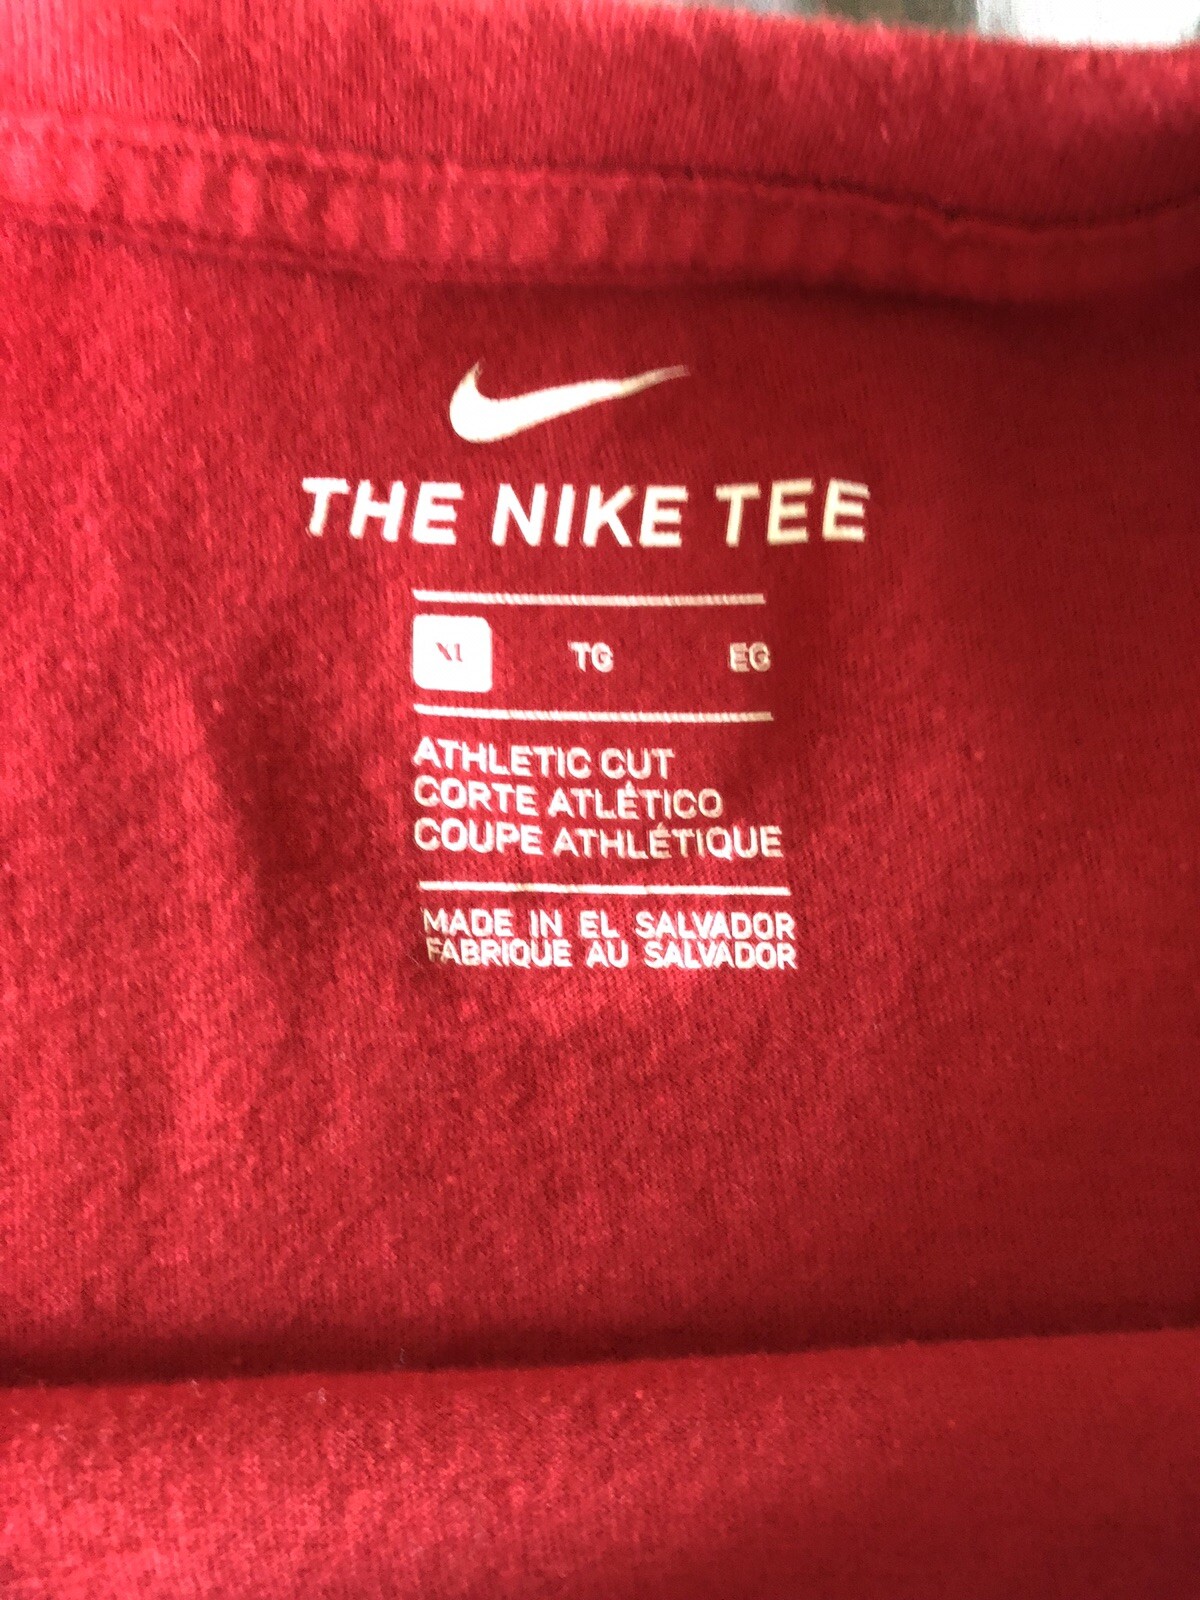 THE NIKE TEE
XL TG EG
ATHLETIC CUT
CORTE ATLÉTICO
COUPE ATHLÉTIQUE
MADE IN EL SALVADOR
FABRIQUE AU SALVADOR